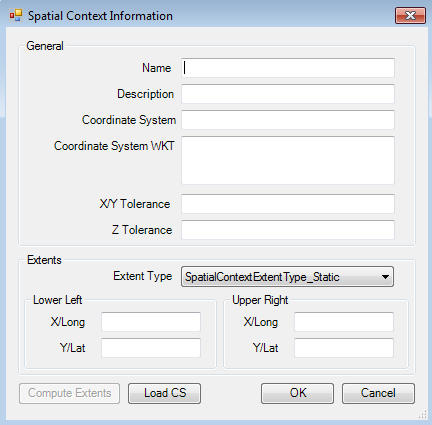 Spatial Context Information
General
Name
Description
Coordinate System
Coordinate System WKT
X/Y Tolerance
Z Tolerance
Extents
Extent Type SpatialContextExtentType_Static
Lower Left Upper Right
X/Long X/Long
Y/Lat Y/Lat
Compute Extents Load CS OK Cancel